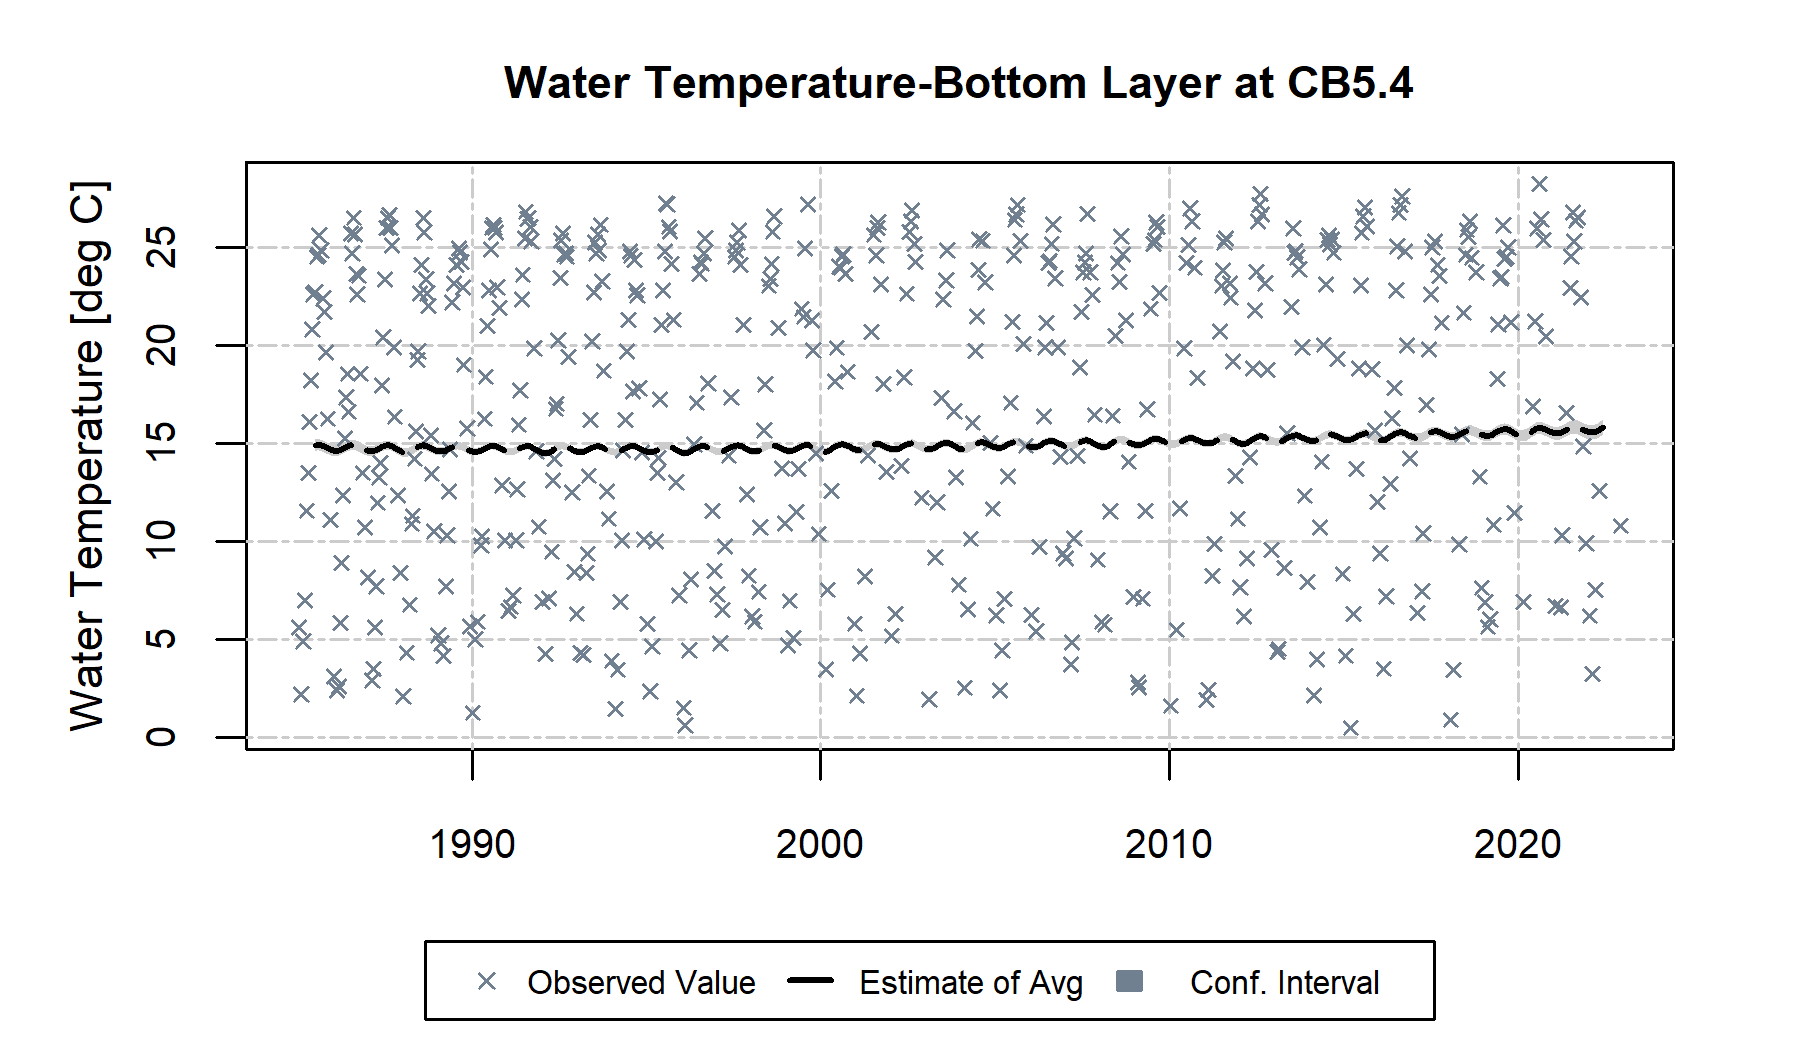 Water Temperature-Bottom Layer at CB5.4
Water Temperature [deg C]
25
20
15
10
5
0
1990 2000 2010 2020
Observed Value Estimate of Avg Conf. Interval